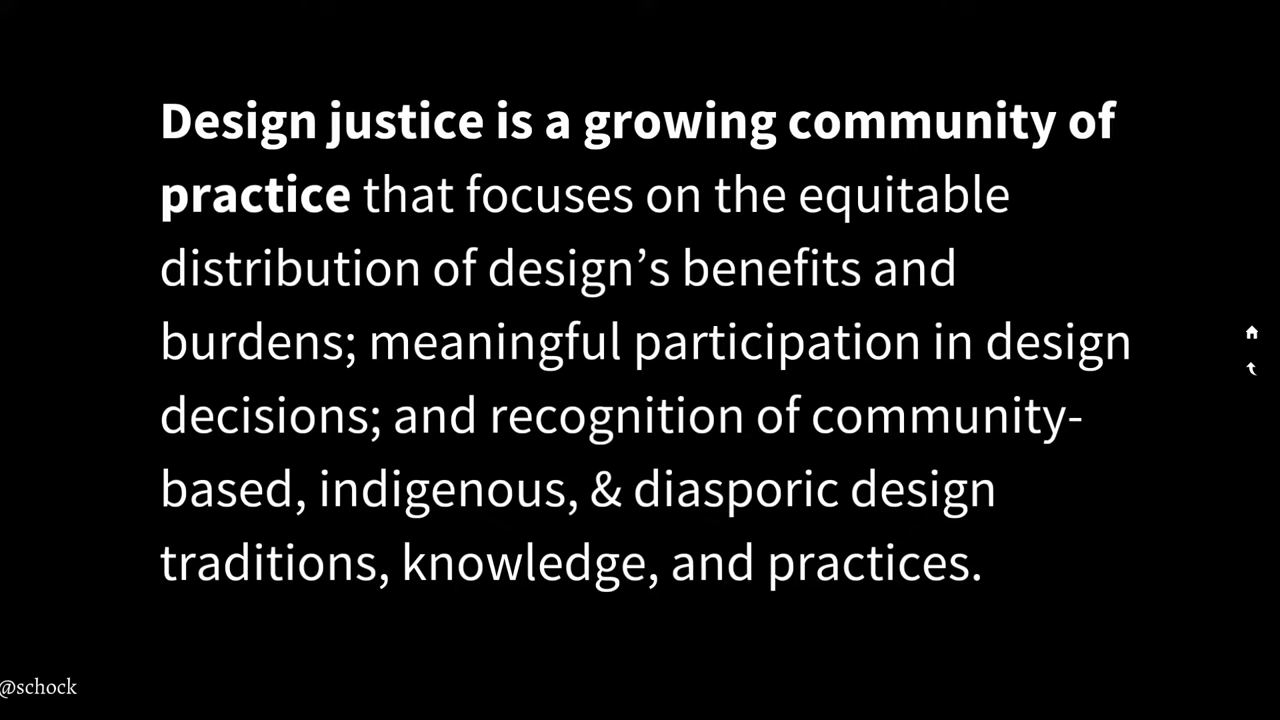 Design justice is a growing community of
practice that focuses on the equitable
distribution of design’s benefits and
burdens; meaningful participation in design
decisions; and recognition of community-
based, indigenous, & diasporic design
traditions, knowledge, and practices.
@schock